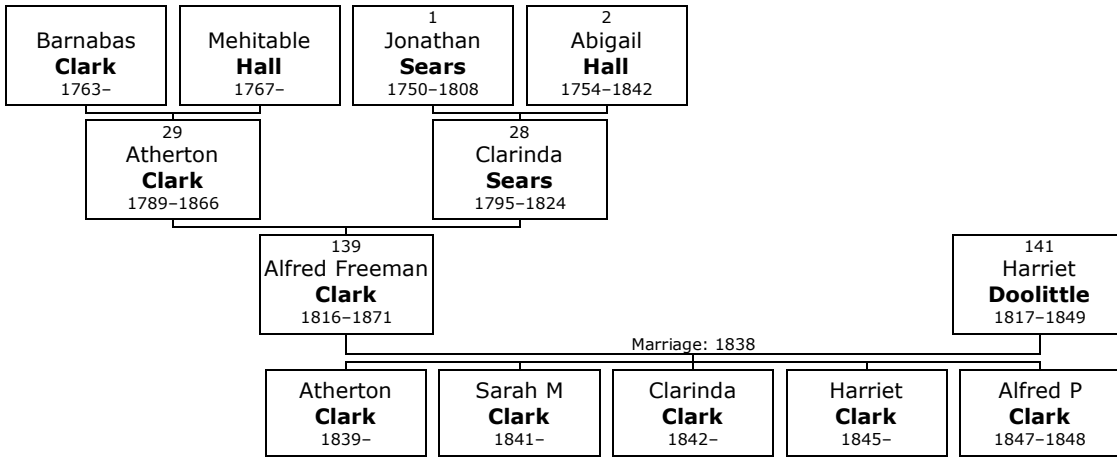 Barnabas
Clark
1763–
Mehitable
Hall
1767–
1
Jonathan
Sears
1750–1808
2
Abigail
Hall
1754–1842
29
Atherton
Clark
1789–1866
28
Clarinda
Sears
1795–1824
139
Alfred Freeman
Clark
1816–1871
141
Harriet
Doolittle
1817–1849
Marriage: 1838
Atherton
Clark
1839–
Sarah M
Clark
1841–
Clarinda
Clark
1842–
Harriet
Clark
1845–
Alfred P
Clark
1847–1848